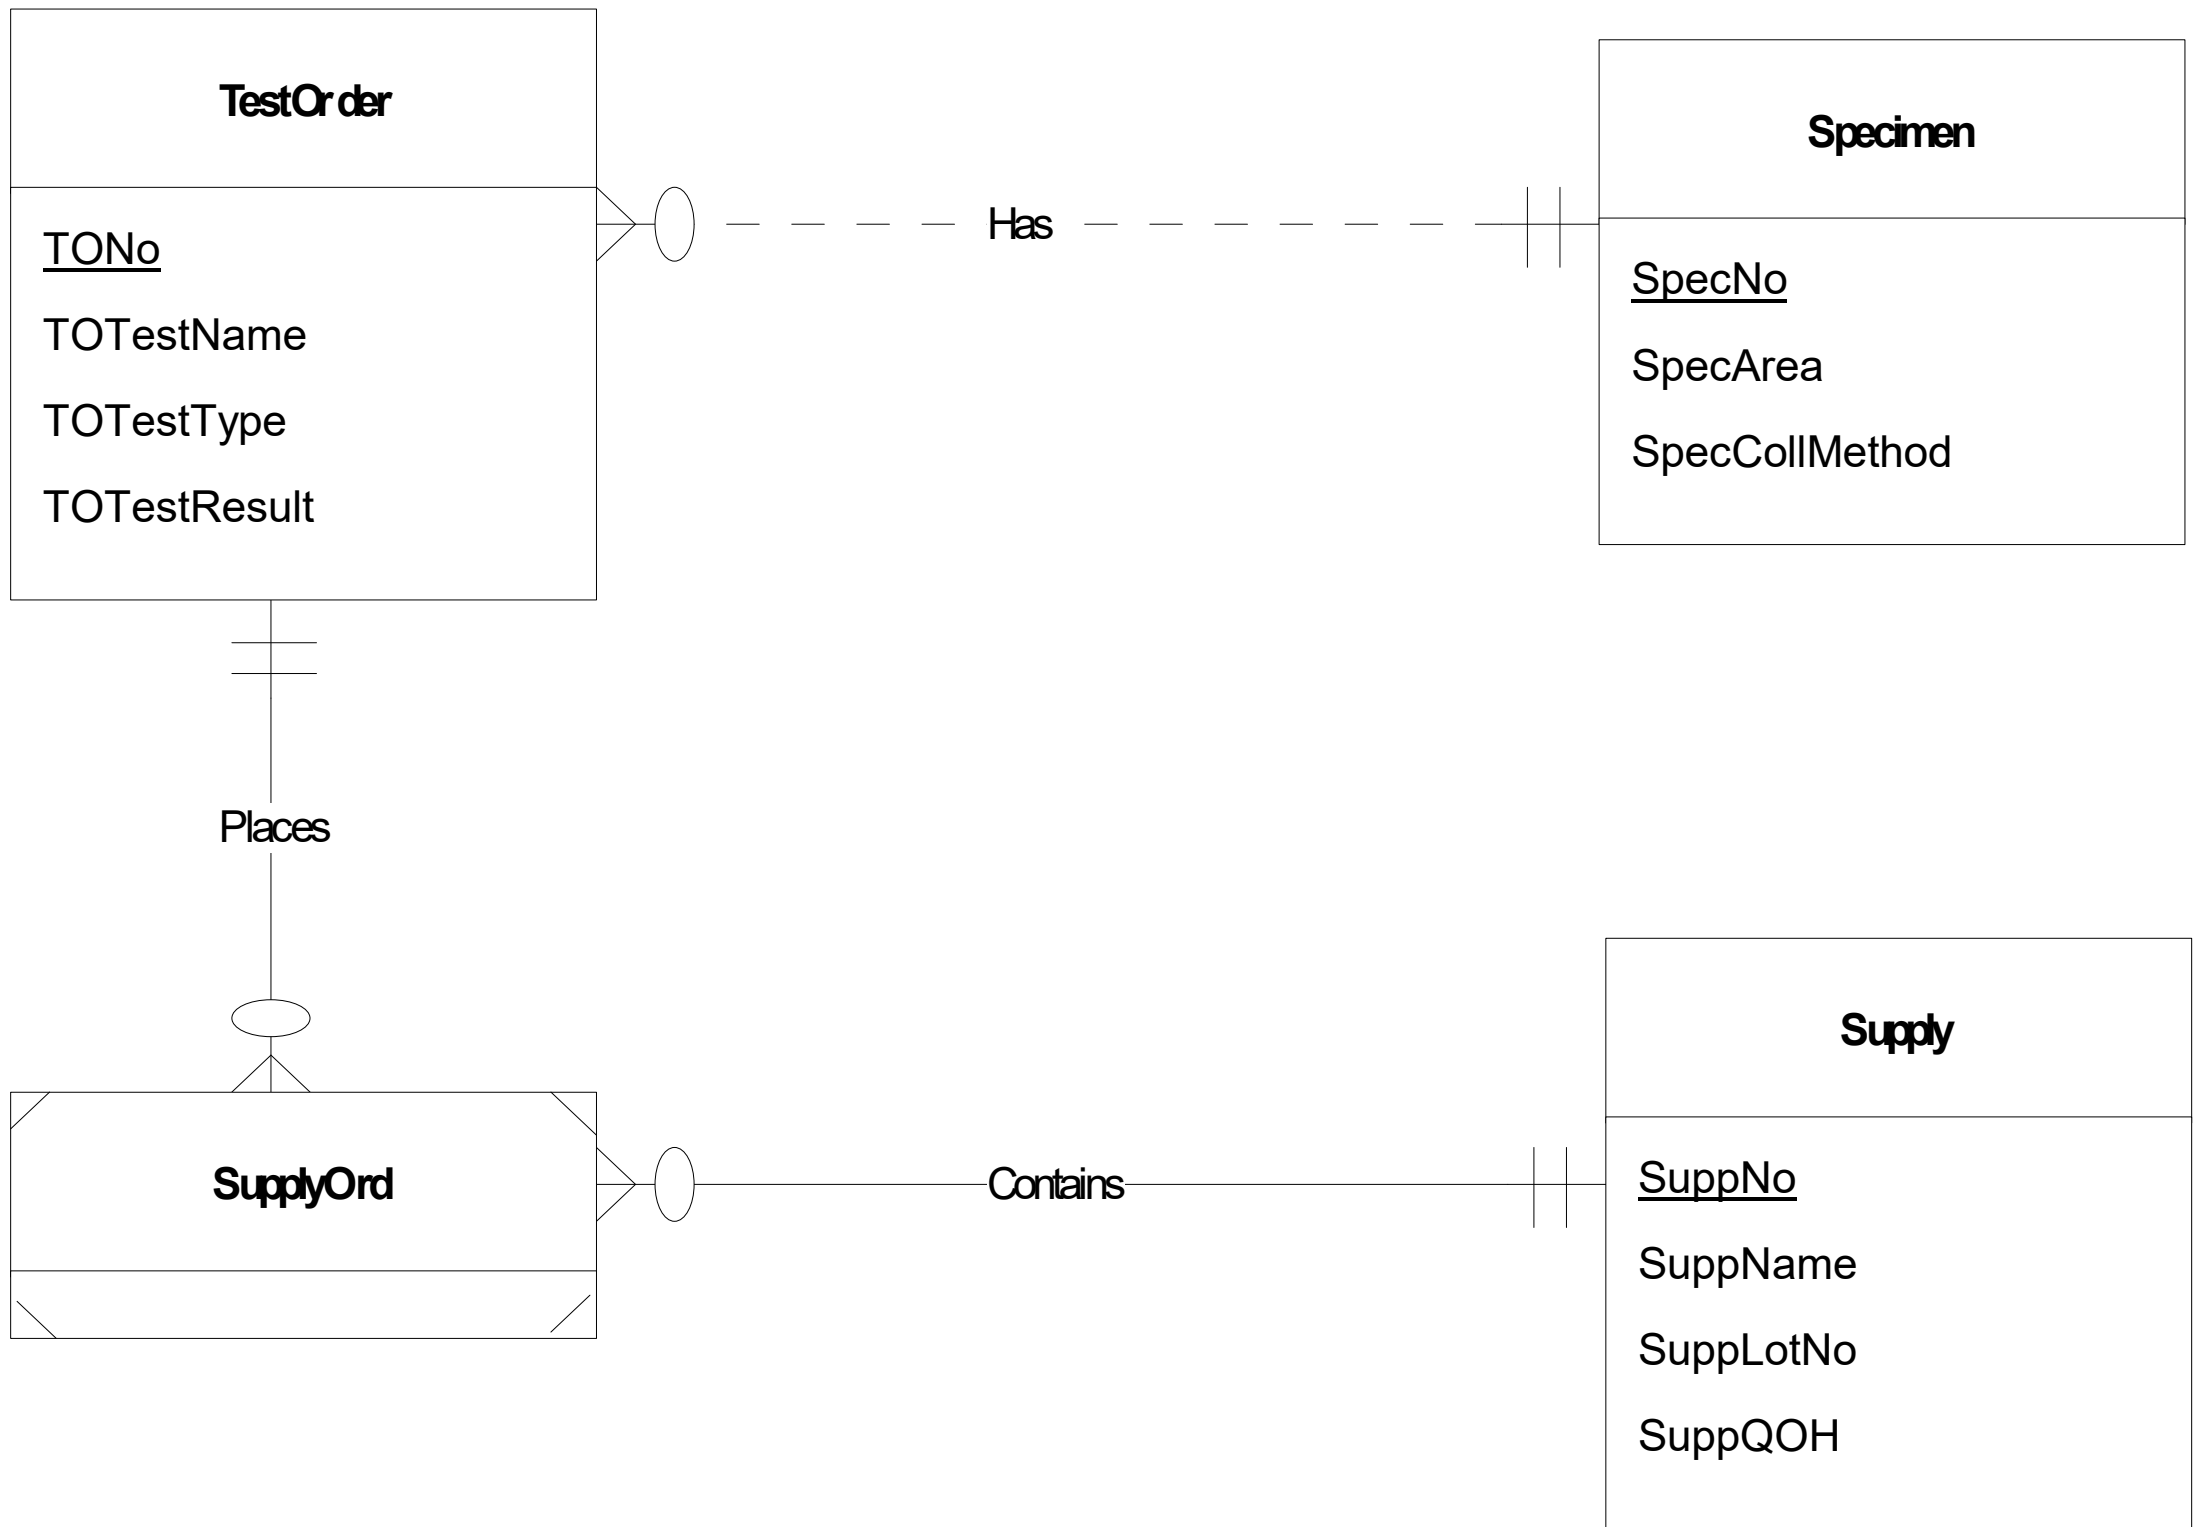 TestOrder
TONo
TOTestName
TOTestType
TOTestResult
Has
Specimen
SpecNo
SpecArea
SpecCollMethod
Places
SupplyOrd
Contains
Supply
SuppNo
SuppName
SuppLotNo
SuppQOH